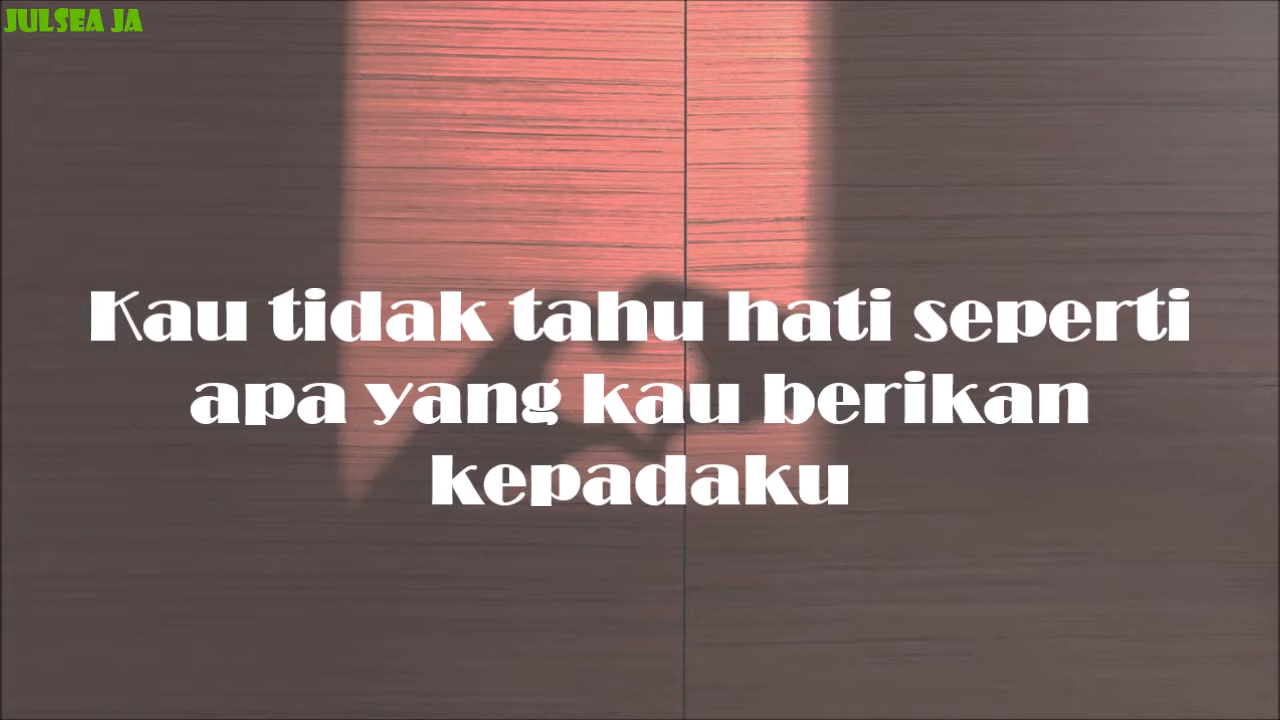 JULSEA JA
Kau tidak tahu hati seperti
apa yang kau berikan
kepadaku